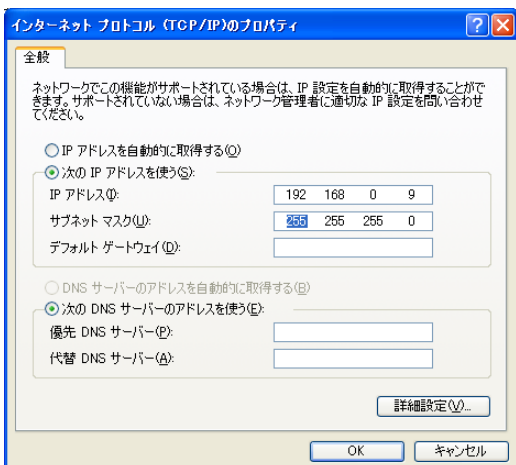 インターネット プロトコル (TCP/IP)のプロパティ
全般
ネットワークでこの機能がサポートされている場合は、IP 設定を自動的に取得することがで
きます。サポートされていない場合は、ネットワーク管理者に適切な IP 設定を問い合わせ
てください。
IP アドレスを自動的に取得する(O)
次の IP アドレスを使う(S):
IP アドレス(I): 192 168 0 9
サブネット マスク(U): 255 255 255 0
デフォルト ゲートウェイ(D):
DNS サーバーのアドレスを自動的に取得する(B)
次の DNS サーバーのアドレスを使う(E):
優先 DNS サーバー(P):
代替 DNS サーバー(A):
詳細設定(V)...
OK キャンセル